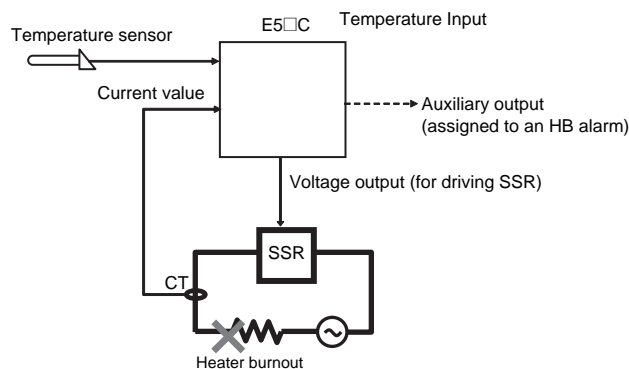 E5□C
Temperature Input
Temperature sensor
Current value
Auxiliary output
(assigned to an HB alarm)
Voltage output (for driving SSR)
SSR
CT
Heater burnout